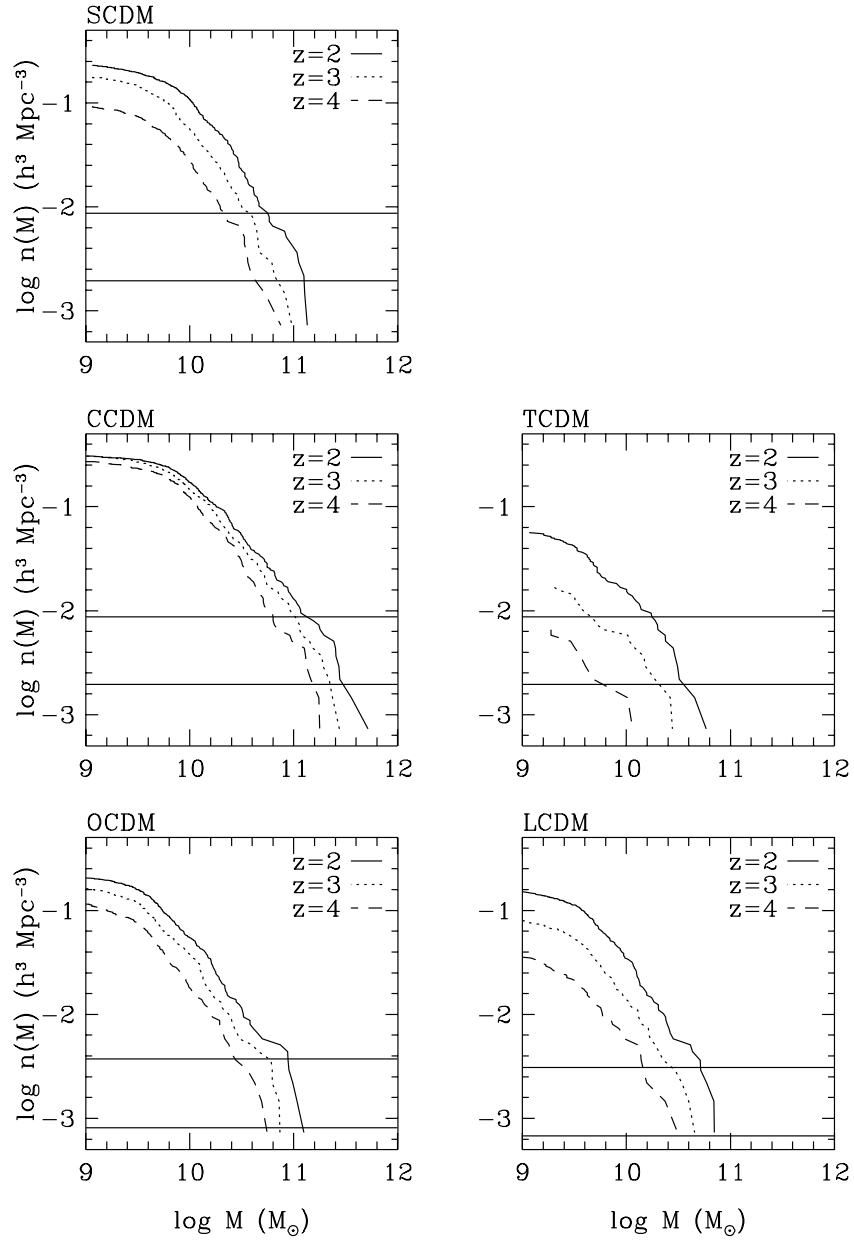 SCDM
z=2
z=3
z=4
−1
−2
−3
log n(M) (h³ Mpc⁻³)
9 10 11 12
CCDM
z=2
z=3
z=4
−1
−2
−3
log n(M) (h³ Mpc⁻³)
9 10 11 12
TCDM
z=2
z=3
z=4
−1
−2
−3
9 10 11 12
OCDM
z=2
z=3
z=4
−1
−2
−3
log n(M) (h³ Mpc⁻³)
9 10 11 12
log M (M⊙)
LCDM
z=2
z=3
z=4
−1
−2
−3
9 10 11 12
log M (M⊙)